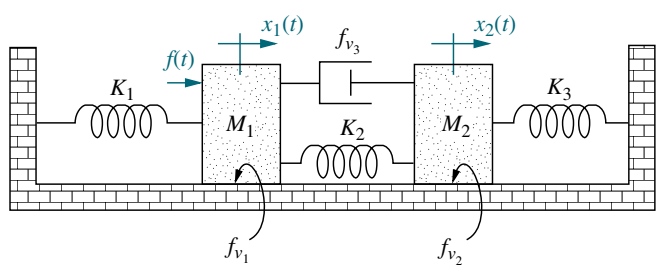 x₁(t)
x₂(t)
f(t)
fᵥ₃
K₁
K₃
M₁
K₂
M₂
fᵥ₁
fᵥ₂